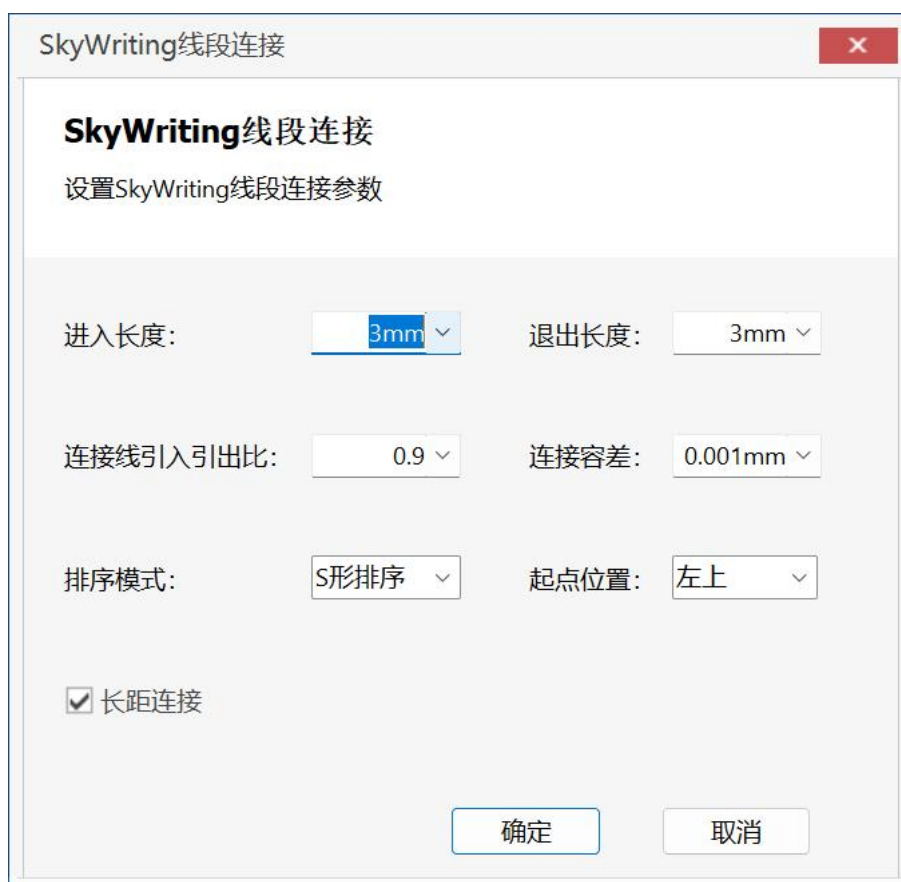 SkyWriting线段连接
SkyWriting线段连接
设置SkyWriting线段连接参数
进入长度： 3mm 退出长度： 3mm
连接线引入引出比： 0.9 连接容差： 0.001mm
排序模式： S形排序 起点位置： 左上
长距连接
确定 取消